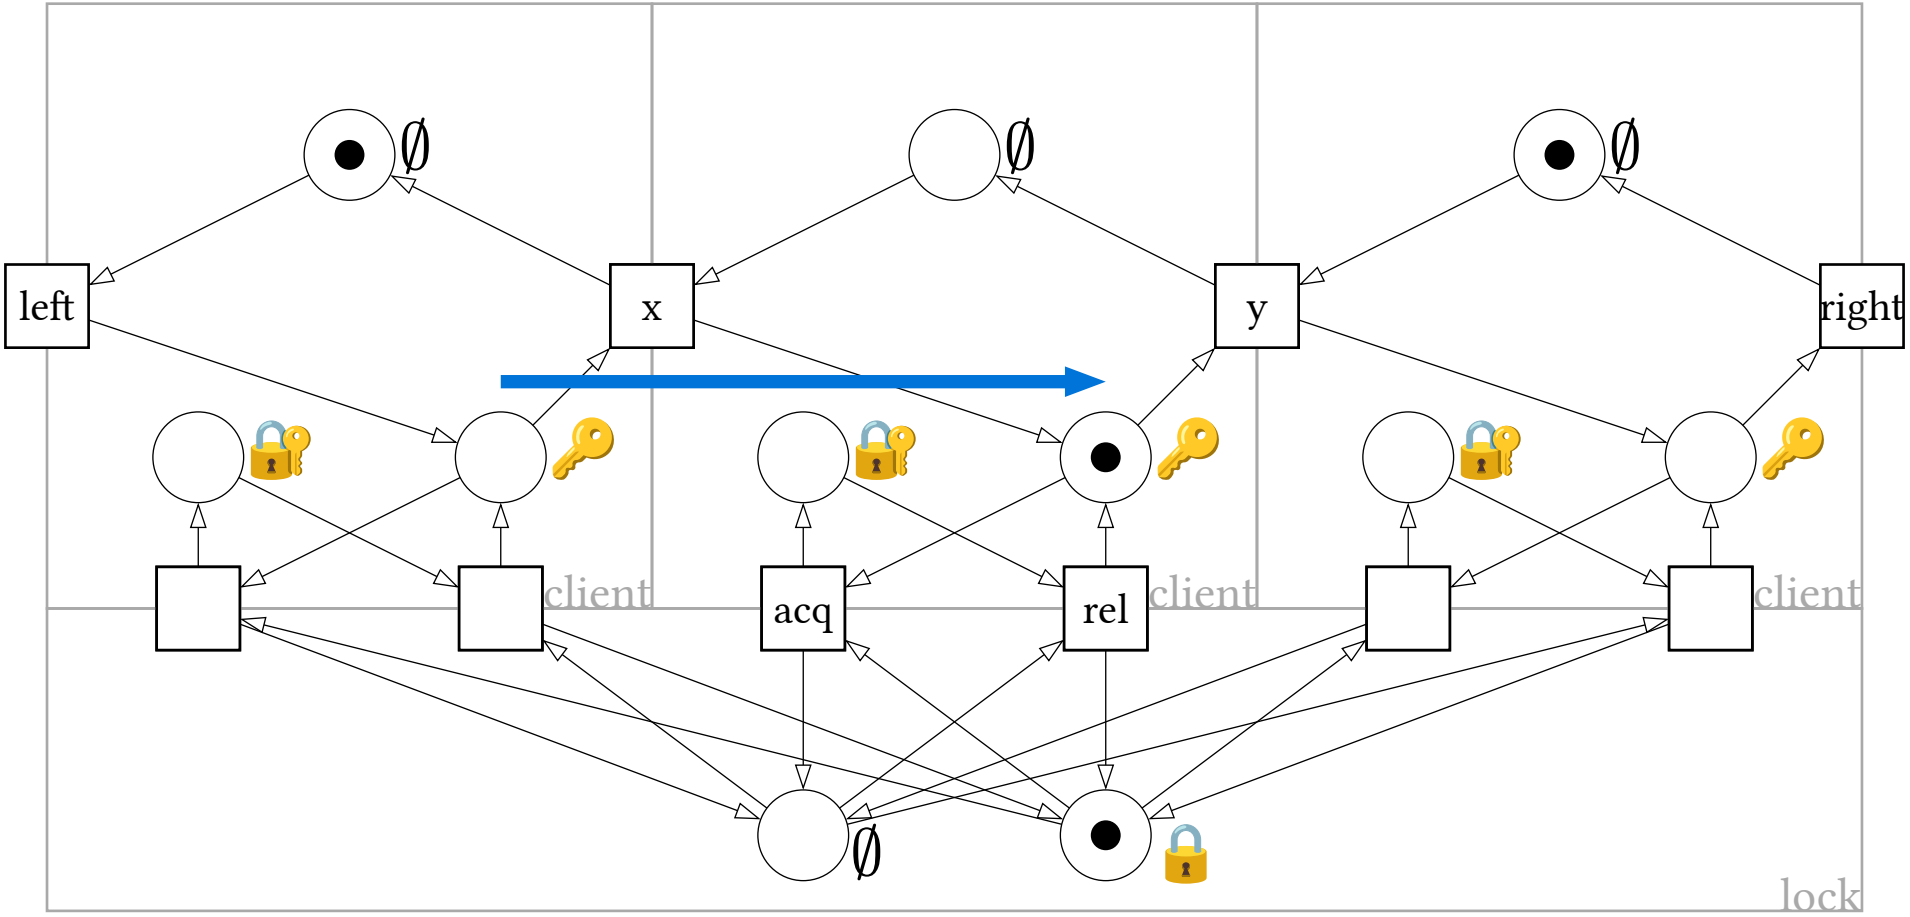 ∅ ∅ ∅
left x y right
🔐 🔑 🔐 🔑 🔐 🔑
client client client
acq rel
∅ 🔒
lock